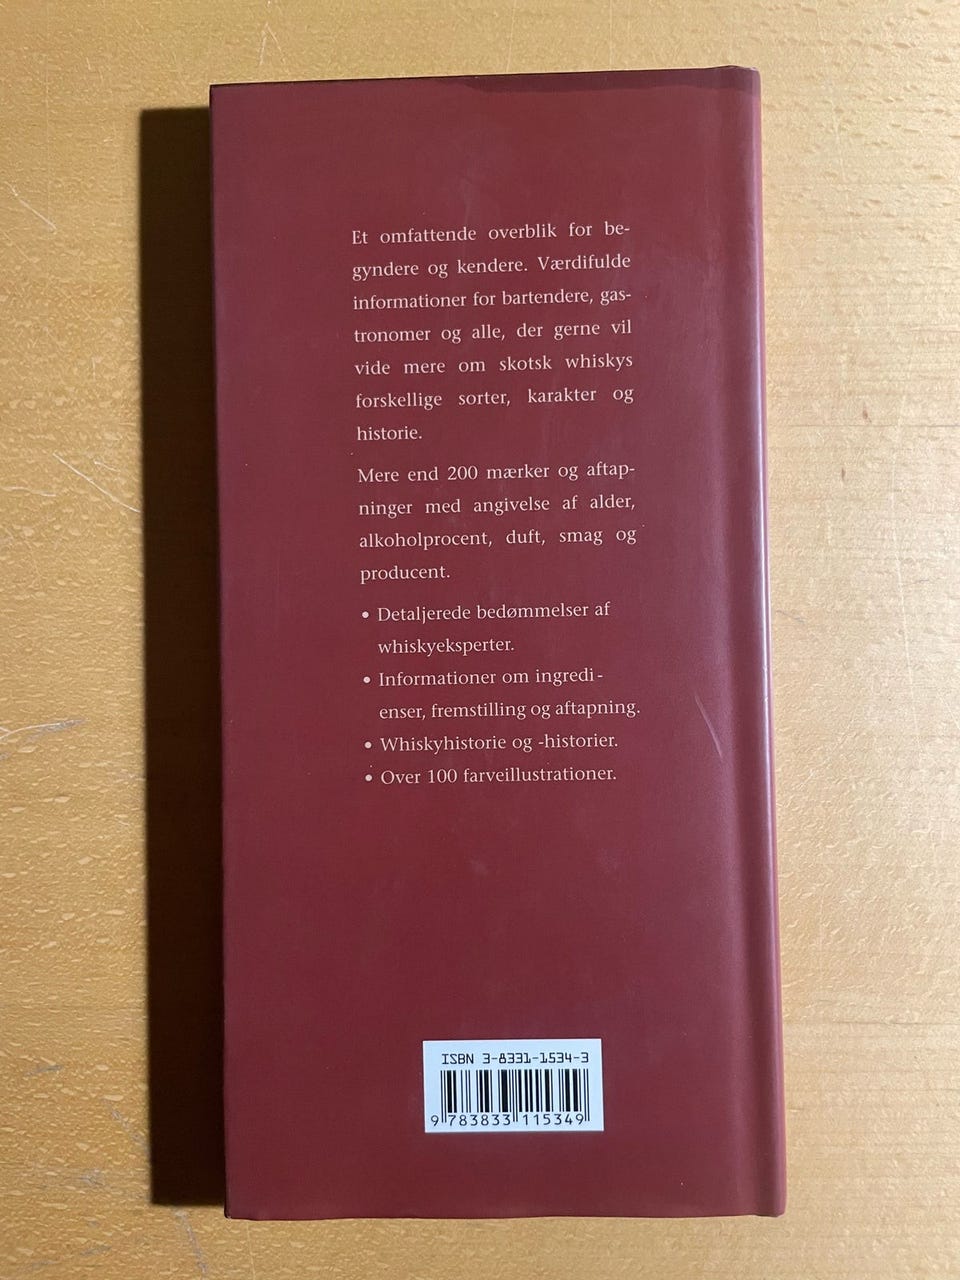 Et omfattende overblik for be-
gyndere og kendere. Værdifulde
informationer for bartendere, gas-
tronomer og alle, der gerne vil
vide mere om skotsk whiskys
forskellige sorter, karakter og
historie.
Mere end 200 mærker og aftap-
ninger med angivelse af alder,
alkoholprocent, duft, smag og
producent.
• Detaljerede bedømmelser af
whiskyeksperter.
• Informationer om ingredi-
enser, fremstilling og aftapning.
• Whiskyhistorie og -historier.
• Over 100 farveillustrationer.
ISBN 3-8331-1534-3
9 783833 115349